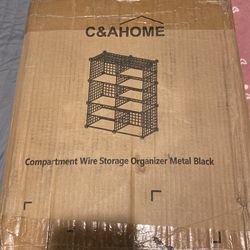 C&AHOME
Compartment Wire Storage Organizer Metal Black